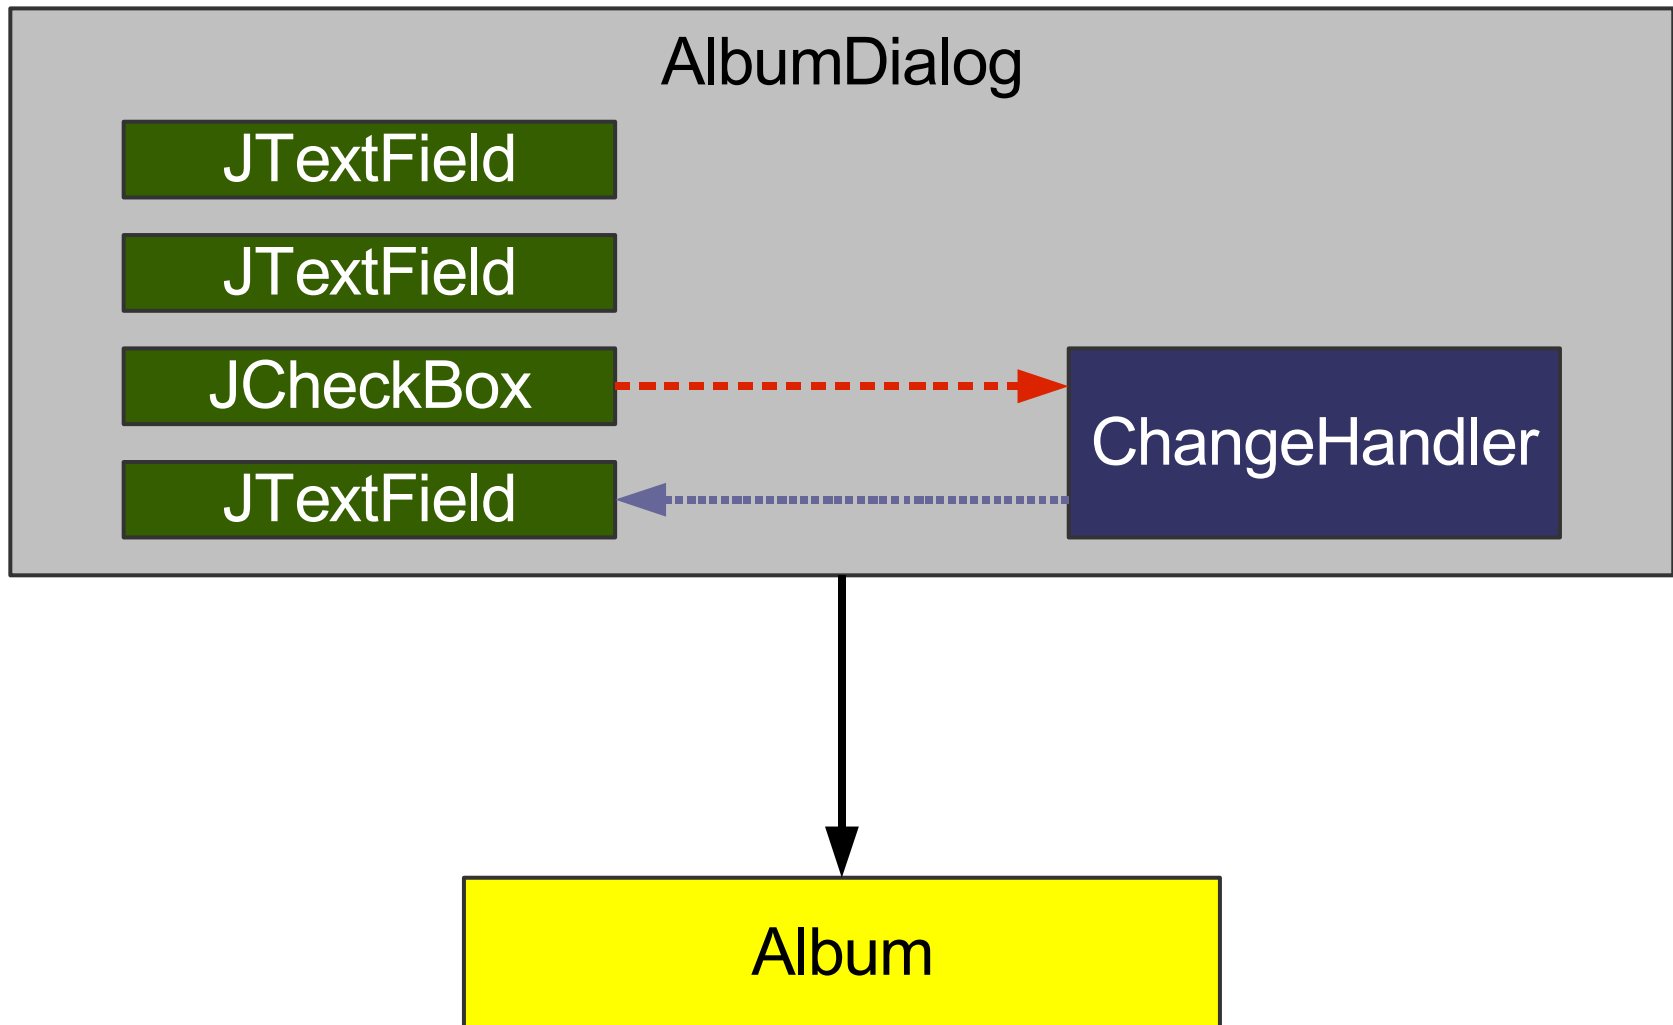 AlbumDialog
JTextField
JTextField
JCheckBox
ChangeHandler
JTextField
Album